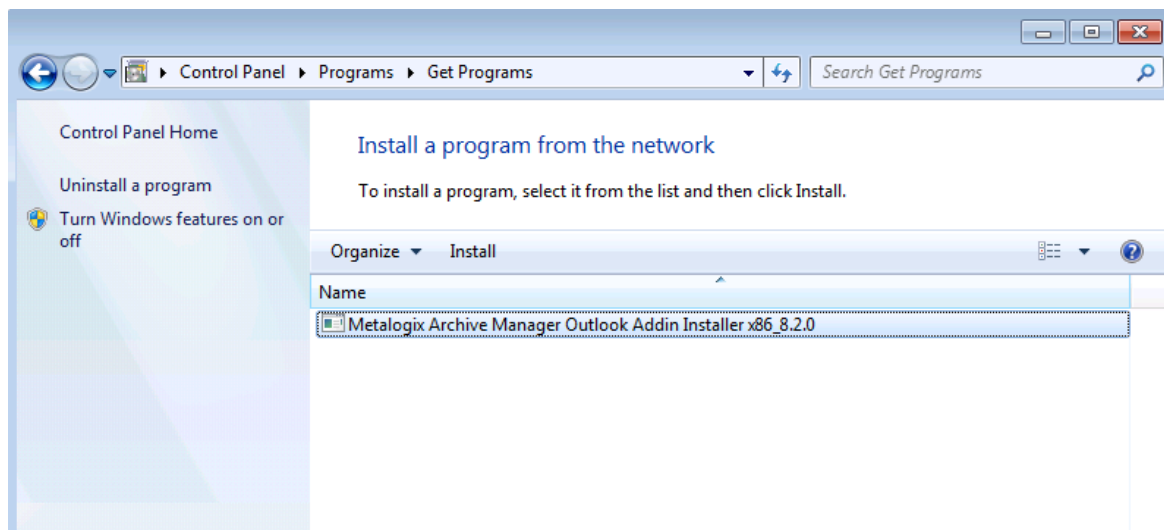 Control Panel ▸ Programs ▸ Get Programs
Search Get Programs
Control Panel Home
Uninstall a program
Turn Windows features on or
off
Install a program from the network
To install a program, select it from the list and then click Install.
Organize Install
Name
Metalogix Archive Manager Outlook Addin Installer x86_8.2.0